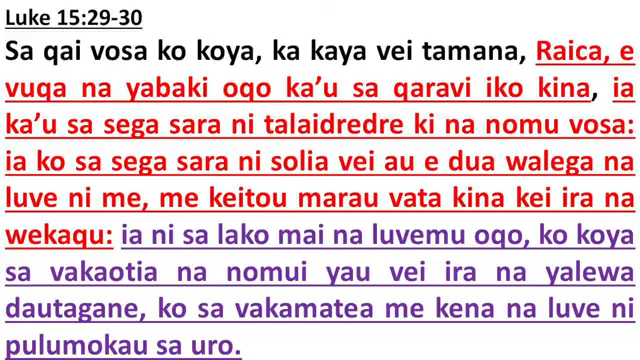 Luke 15:29-30
Sa qai vosa ko koya, ka kaya vei tamana, Raica, e
vuqa na yabaki oqo ka’u sa qaravi iko kina, ia
ka’u sa sega sara ni talaidredre ki na nomu vosa:
ia ko sa sega sara ni solia vei au e dua walega na
luve ni me, me keitou marau vata kina kei ira na
wekaqu: ia ni sa lako mai na luvemu oqo, ko koya
sa vakaotia na nomui yau vei ira na yalewa
dautagane, ko sa vakamatea me kena na luve ni
pulumokau sa uro.